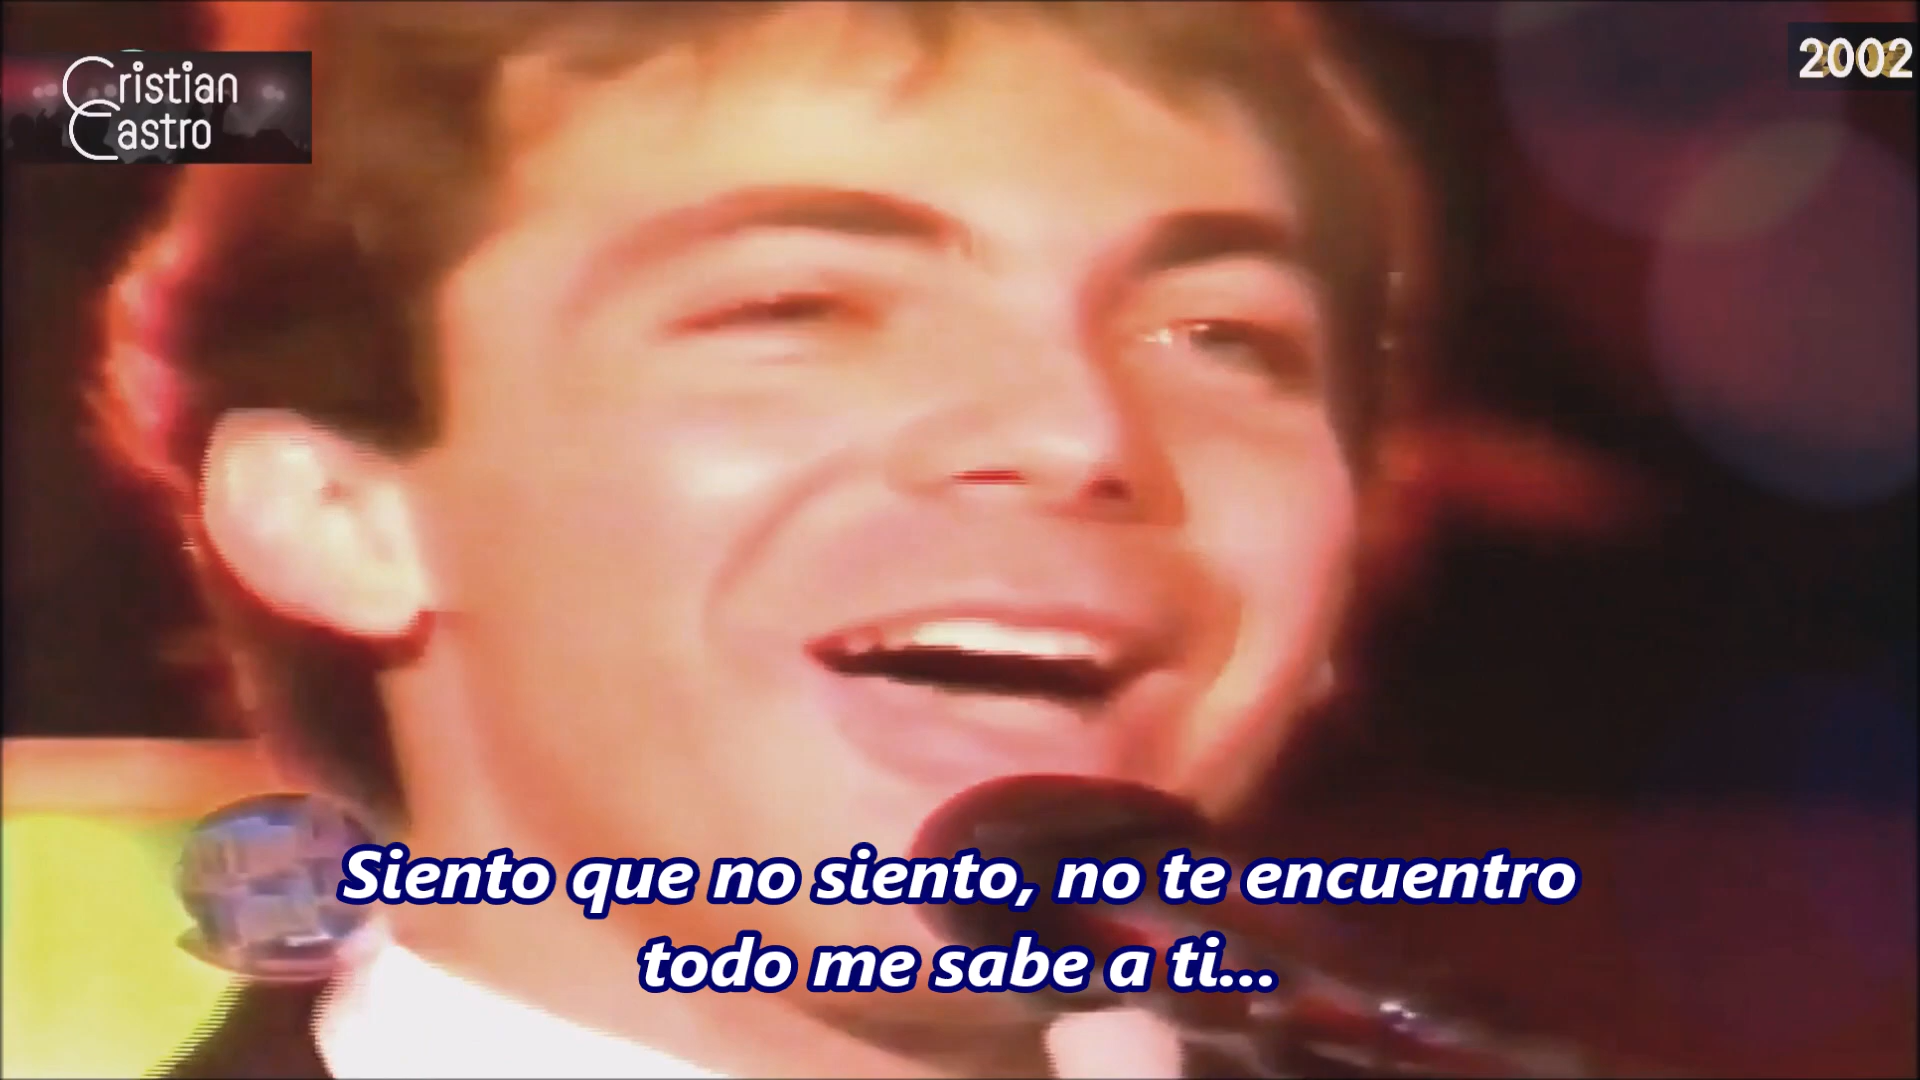 Cristian
Castro
2002
Siento que no siento, no te encuentro
todo me sabe a ti...